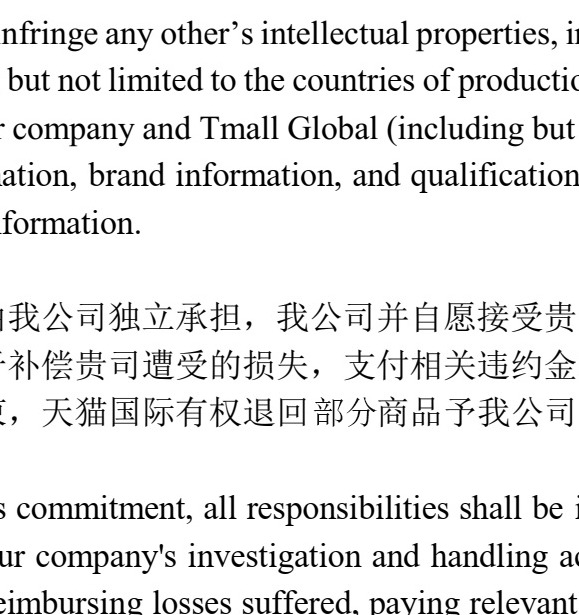 nfringe any other’s intellectual properties, i
but not limited to the countries of productio
r company and Tmall Global (including but
ation, brand information, and qualification
formation.
我公司独立承担，我公司并自愿接受贵
补偿贵司遭受的损失，支付相关违约金
，天猫国际有权退回部分商品予我公司
s commitment, all responsibilities shall be i
ur company's investigation and handling a
eimbursing losses suffered, paying relevant